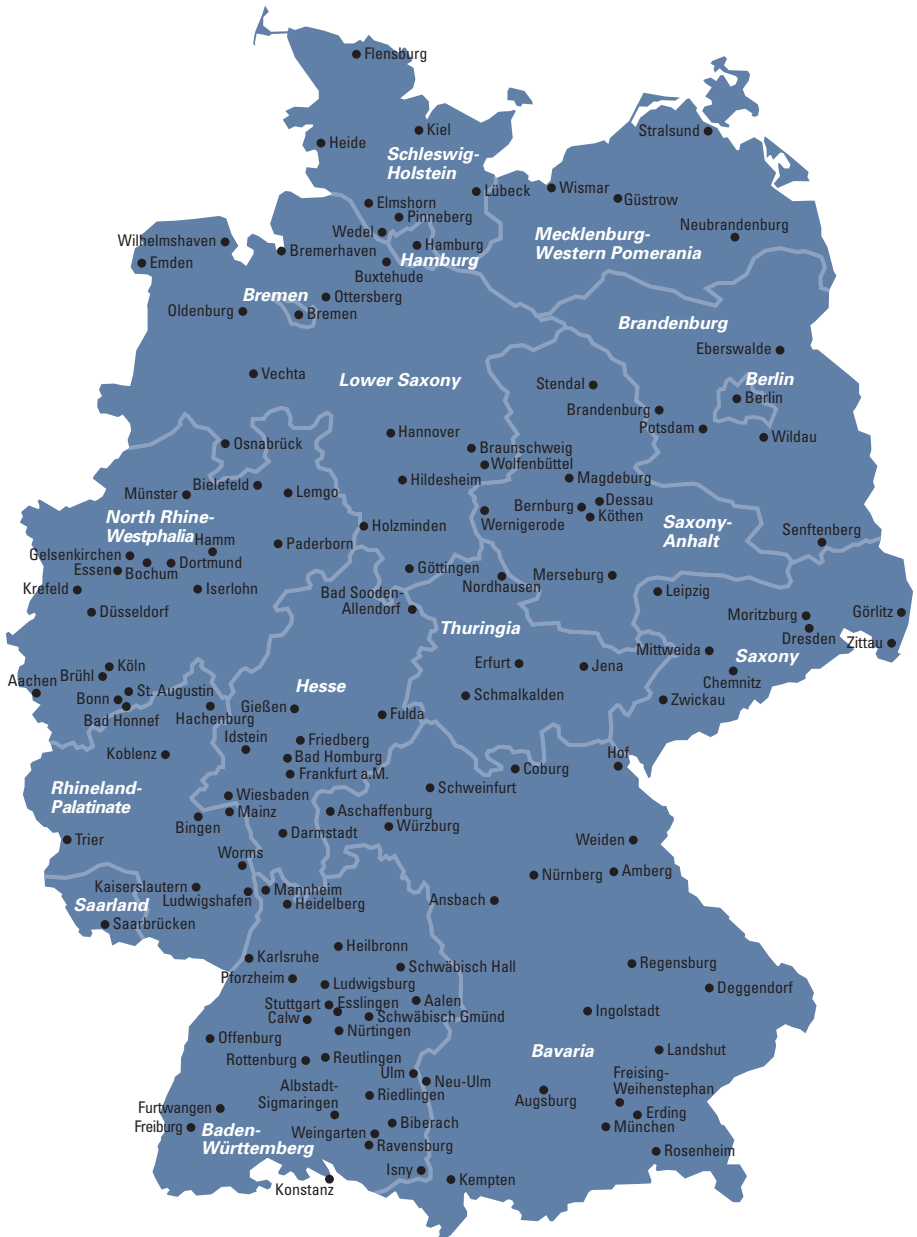 Flensburg
Kiel
Stralsund
Heide
Schleswig-
Holstein
Lübeck
Wismar
Güstrow
Elmshorn
Pinneberg
Neubrandenburg
Wedel
Mecklenburg-
Western Pomerania
Wilhelmshaven
Bremerhaven
Hamburg
Hamburg
Emden
Buxtehude
Bremen
Ottersberg
Oldenburg
Bremen
Brandenburg
Eberswalde
Vechta
Lower Saxony
Stendal
Berlin
Berlin
Brandenburg
Potsdam
Wildau
Hannover
Osnabrück
Braunschweig
Wolfenbüttel
Hildesheim
Magdeburg
Bielefeld
Lemgo
Münster
Dessau
Bernburg
Köthen
Wernigerode
North Rhine-
Westphalia
Holzminden
Saxony-
Anhalt
Senftenberg
Hamm
Paderborn
Gelsenkirchen
Essen
Bochum
Dortmund
Göttingen
Nordhausen
Merseburg
Krefeld
Iserlohn
Bad Sooden-
Allendorf
Leipzig
Düsseldorf
Moritzburg
Görlitz
Dresden
Thuringia
Zittau
Mittweida
Saxony
Köln
Brühl
Erfurt
Jena
Chemnitz
Aachen
Hesse
St. Augustin
Bonn
Schmalkalden
Zwickau
Bad Honnef
Hachenburg
Gießen
Fulda
Idstein
Friedberg
Koblenz
Bad Homburg
Hof
Coburg
Frankfurt a.M.
Rhineland-
Palatinate
Schweinfurt
Wiesbaden
Mainz
Aschaffenburg
Bingen
Würzburg
Darmstadt
Trier
Weiden
Worms
Nürnberg
Amberg
Kaiserslautern
Mannheim
Ludwigshafen
Heidelberg
Ansbach
Saarland
Saarbrücken
Heilbronn
Karlsruhe
Schwäbisch Hall
Regensburg
Pforzheim
Ludwigsburg
Deggendorf
Stuttgart
Esslingen
Aalen
Calw
Schwäbisch Gmünd
Ingolstadt
Nürtingen
Offenburg
Bavaria
Landshut
Rottenburg
Reutlingen
Ulm
Neu-Ulm
Freising-
Weihenstephan
Albstadt-
Sigmaringen
Riedlingen
Augsburg
Furtwangen
Erding
Freiburg
Biberach
München
Baden-
Württemberg
Weingarten
Ravensburg
Rosenheim
Isny
Kempten
Konstanz